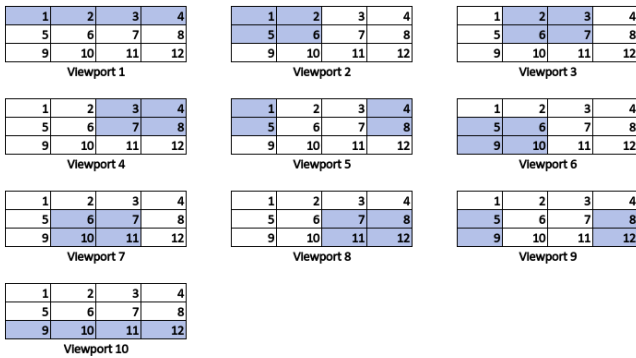 1 2 3 4 1 2 3 4 1 2 3 4
5 6 7 8 5 6 7 8 5 6 7 8
9 10 11 12 9 10 11 12 9 10 11 12
Viewport 1 Viewport 2 Viewport 3
1 2 3 4 1 2 3 4 1 2 3 4
5 6 7 8 5 6 7 8 5 6 7 8
9 10 11 12 9 10 11 12 9 10 11 12
Viewport 4 Viewport 5 Viewport 6
1 2 3 4 1 2 3 4 1 2 3 4
5 6 7 8 5 6 7 8 5 6 7 8
9 10 11 12 9 10 11 12 9 10 11 12
Viewport 7 Viewport 8 Viewport 9
1 2 3 4
5 6 7 8
9 10 11 12
Viewport 10